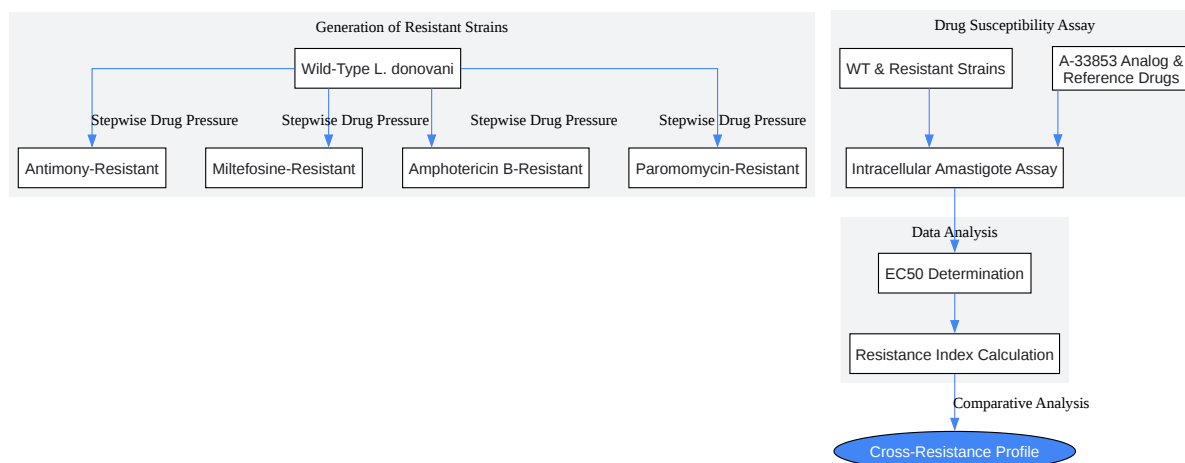 Generation of Resistant Strains
Wild-Type L. donovani
Stepwise Drug Pressure
Stepwise Drug Pressure
Stepwise Drug Pressure
Stepwise Drug Pressure
Antimony-Resistant
Miltefosine-Resistant
Amphotericin B-Resistant
Paromomycin-Resistant
Drug Susceptibility Assay
WT & Resistant Strains
A-33853 Analog &
Reference Drugs
Intracellular Amastigote Assay
Data Analysis
EC50 Determination
Resistance Index Calculation
Comparative Analysis
Cross-Resistance Profile